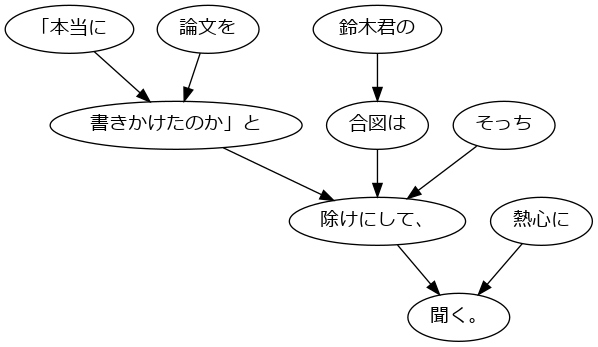 「本当に
論文を
鈴木君の
書きかけたのか」と
合図は
そっち
除けにして、
熱心に
聞く。